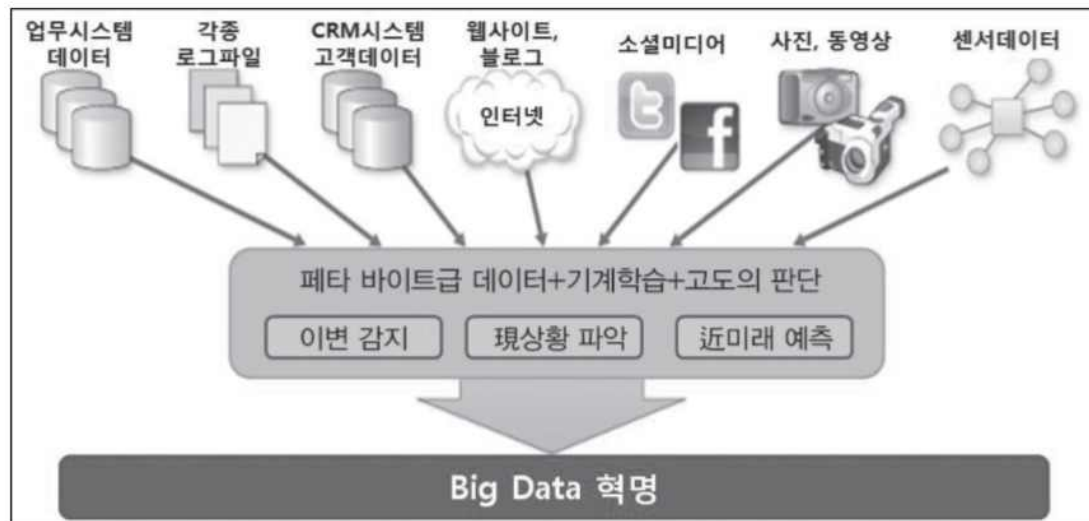 업무시스템
데이터
각종
로그파일
CRM시스템
고객데이터
웹사이트,
블로그
인터넷
소셜미디어
t
f
사진, 동영상
센서데이터
페타 바이트급 데이터+기계학습+고도의 판단
이변 감지
現상황 파악
近미래 예측
Big Data 혁명